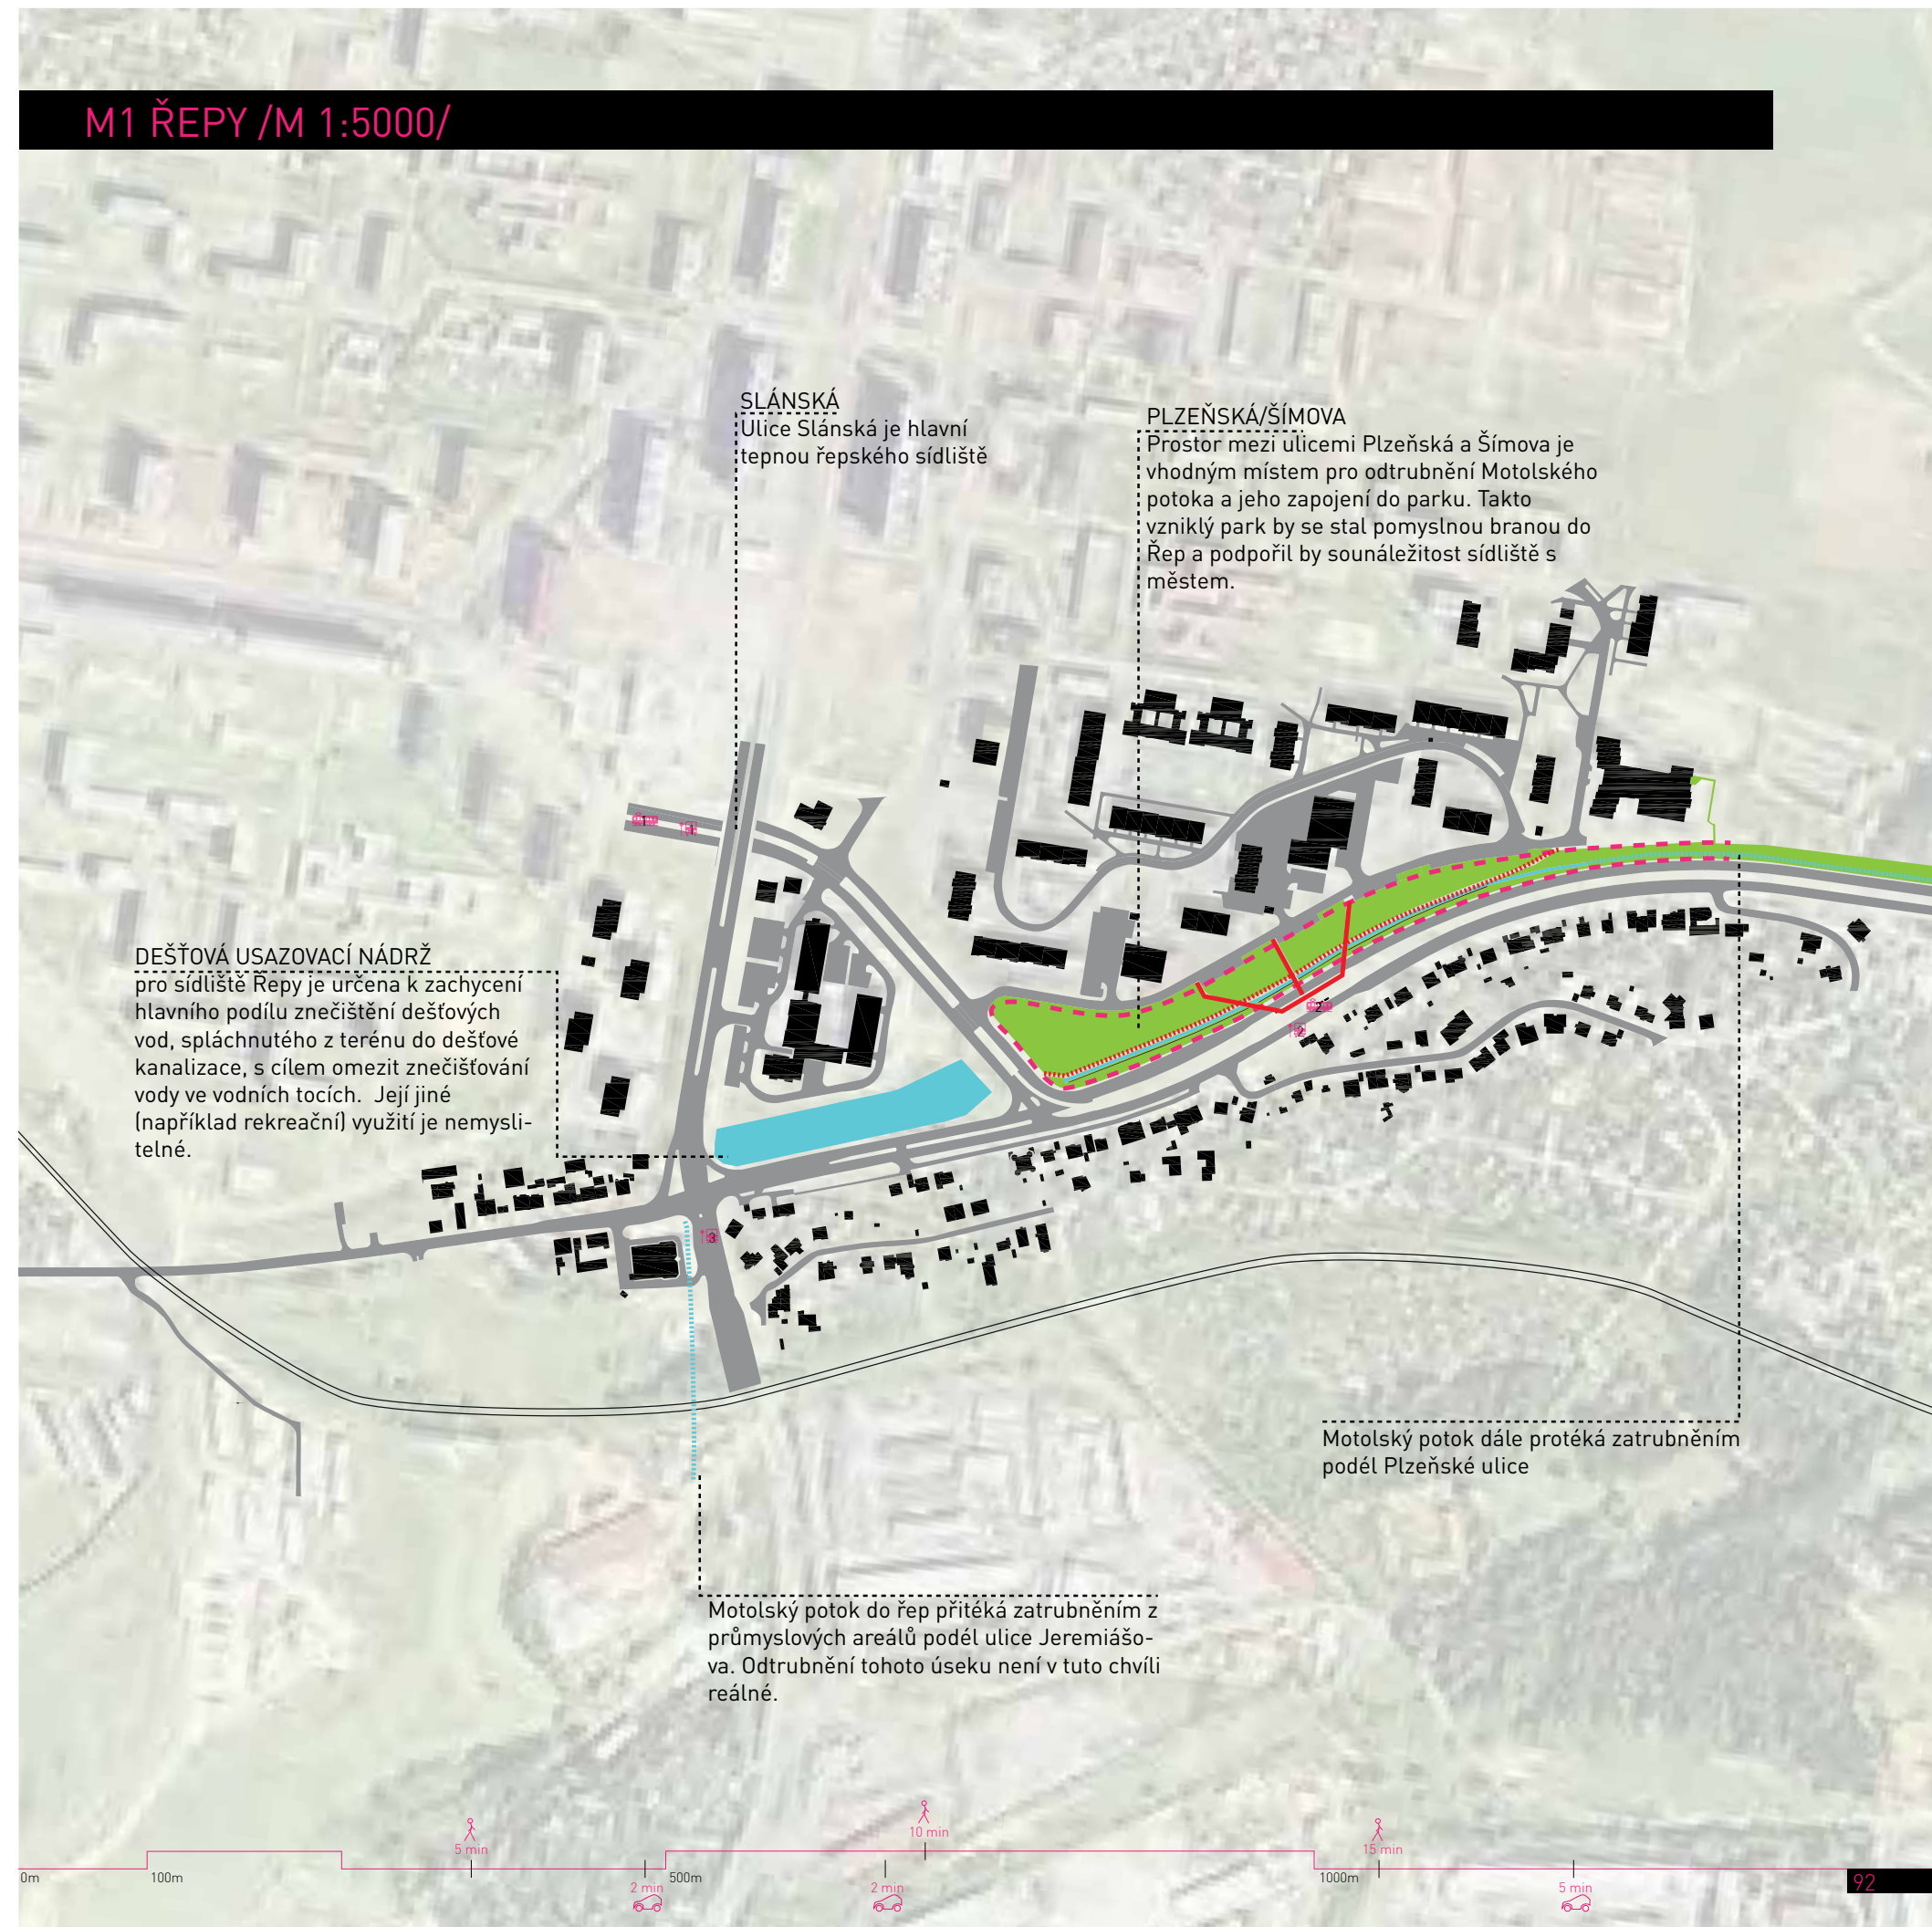 M1 ŘEPY /M 1:5000/
SLÁNSKÁ
Ulice Slánská je hlavní
tepnou řepského sídliště
PLZEŇSKÁ/ŠÍMOVA
Prostor mezi ulicemi Plzeňská a Šímova je
vhodným místem pro odtrubnění Motolského
potoka a jeho zapojení do parku. Takto
vzniklý park by se stal pomyslnou branou do
Řep a podpořil by sounáležitost sídliště s
městem.
1
1
DEŠŤOVÁ USAZOVACÍ NÁDRŽ
pro sídliště Řepy je určena k zachycení
hlavního podílu znečištění dešťových
vod, spláchnutého z terénu do dešťové
kanalizace, s cílem omezit znečišťování
vody ve vodních tocích.  Její jiné
(například rekreační) využití je nemysli-
telné.
2
2
3
Motolský potok dále protéká zatrubněním
podél Plzeňské ulice
Motolský potok do řep přitéká zatrubněním z
průmyslových areálů podél ulice Jeremiášo-
va. Odtrubnění tohoto úseku není v tuto chvíli
reálné.
5 min
10 min
15 min
0m
100m
500m
1000m
2 min
2 min
5 min
92